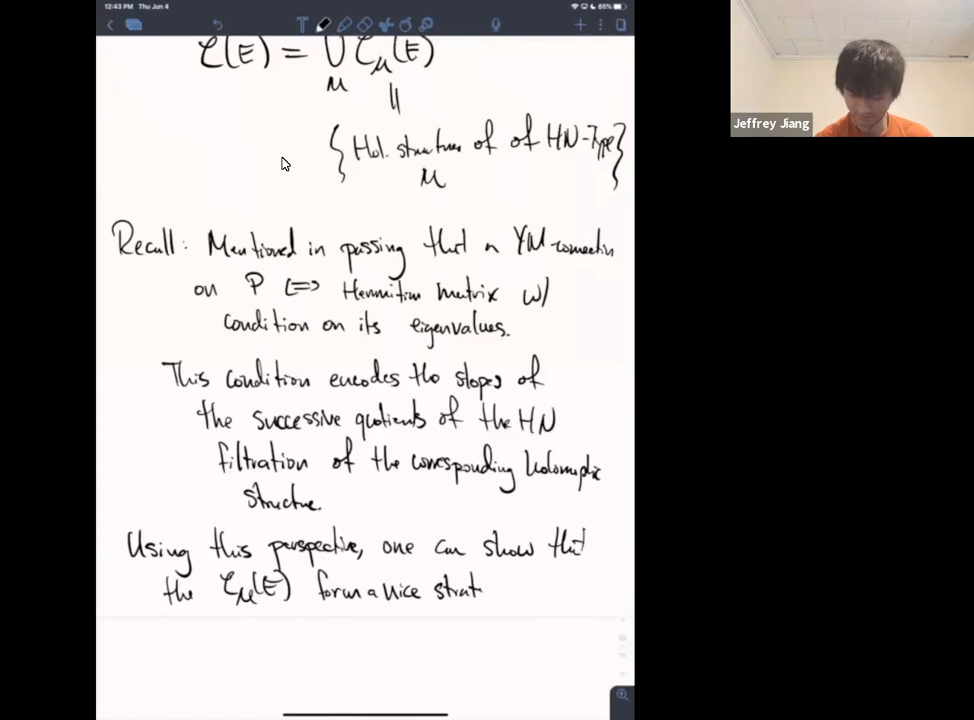 12:43 PM Thu Jun 4
65%
C(E) = ∪ C_μ(E)
μ
||
{ Hol. structures of of HN-Type }
μ
Recall: Mentioned in passing that a YM-connection
on P <=> Hermitian matrix w/
condition on its eigenvalues.
This condition encodes the slopes of
the successive quotients of the HN
filtration of the corresponding holomorphic
structure.
Using this perspective, one can show that
the C_μ(E) form a nice strat
Jeffrey Jiang